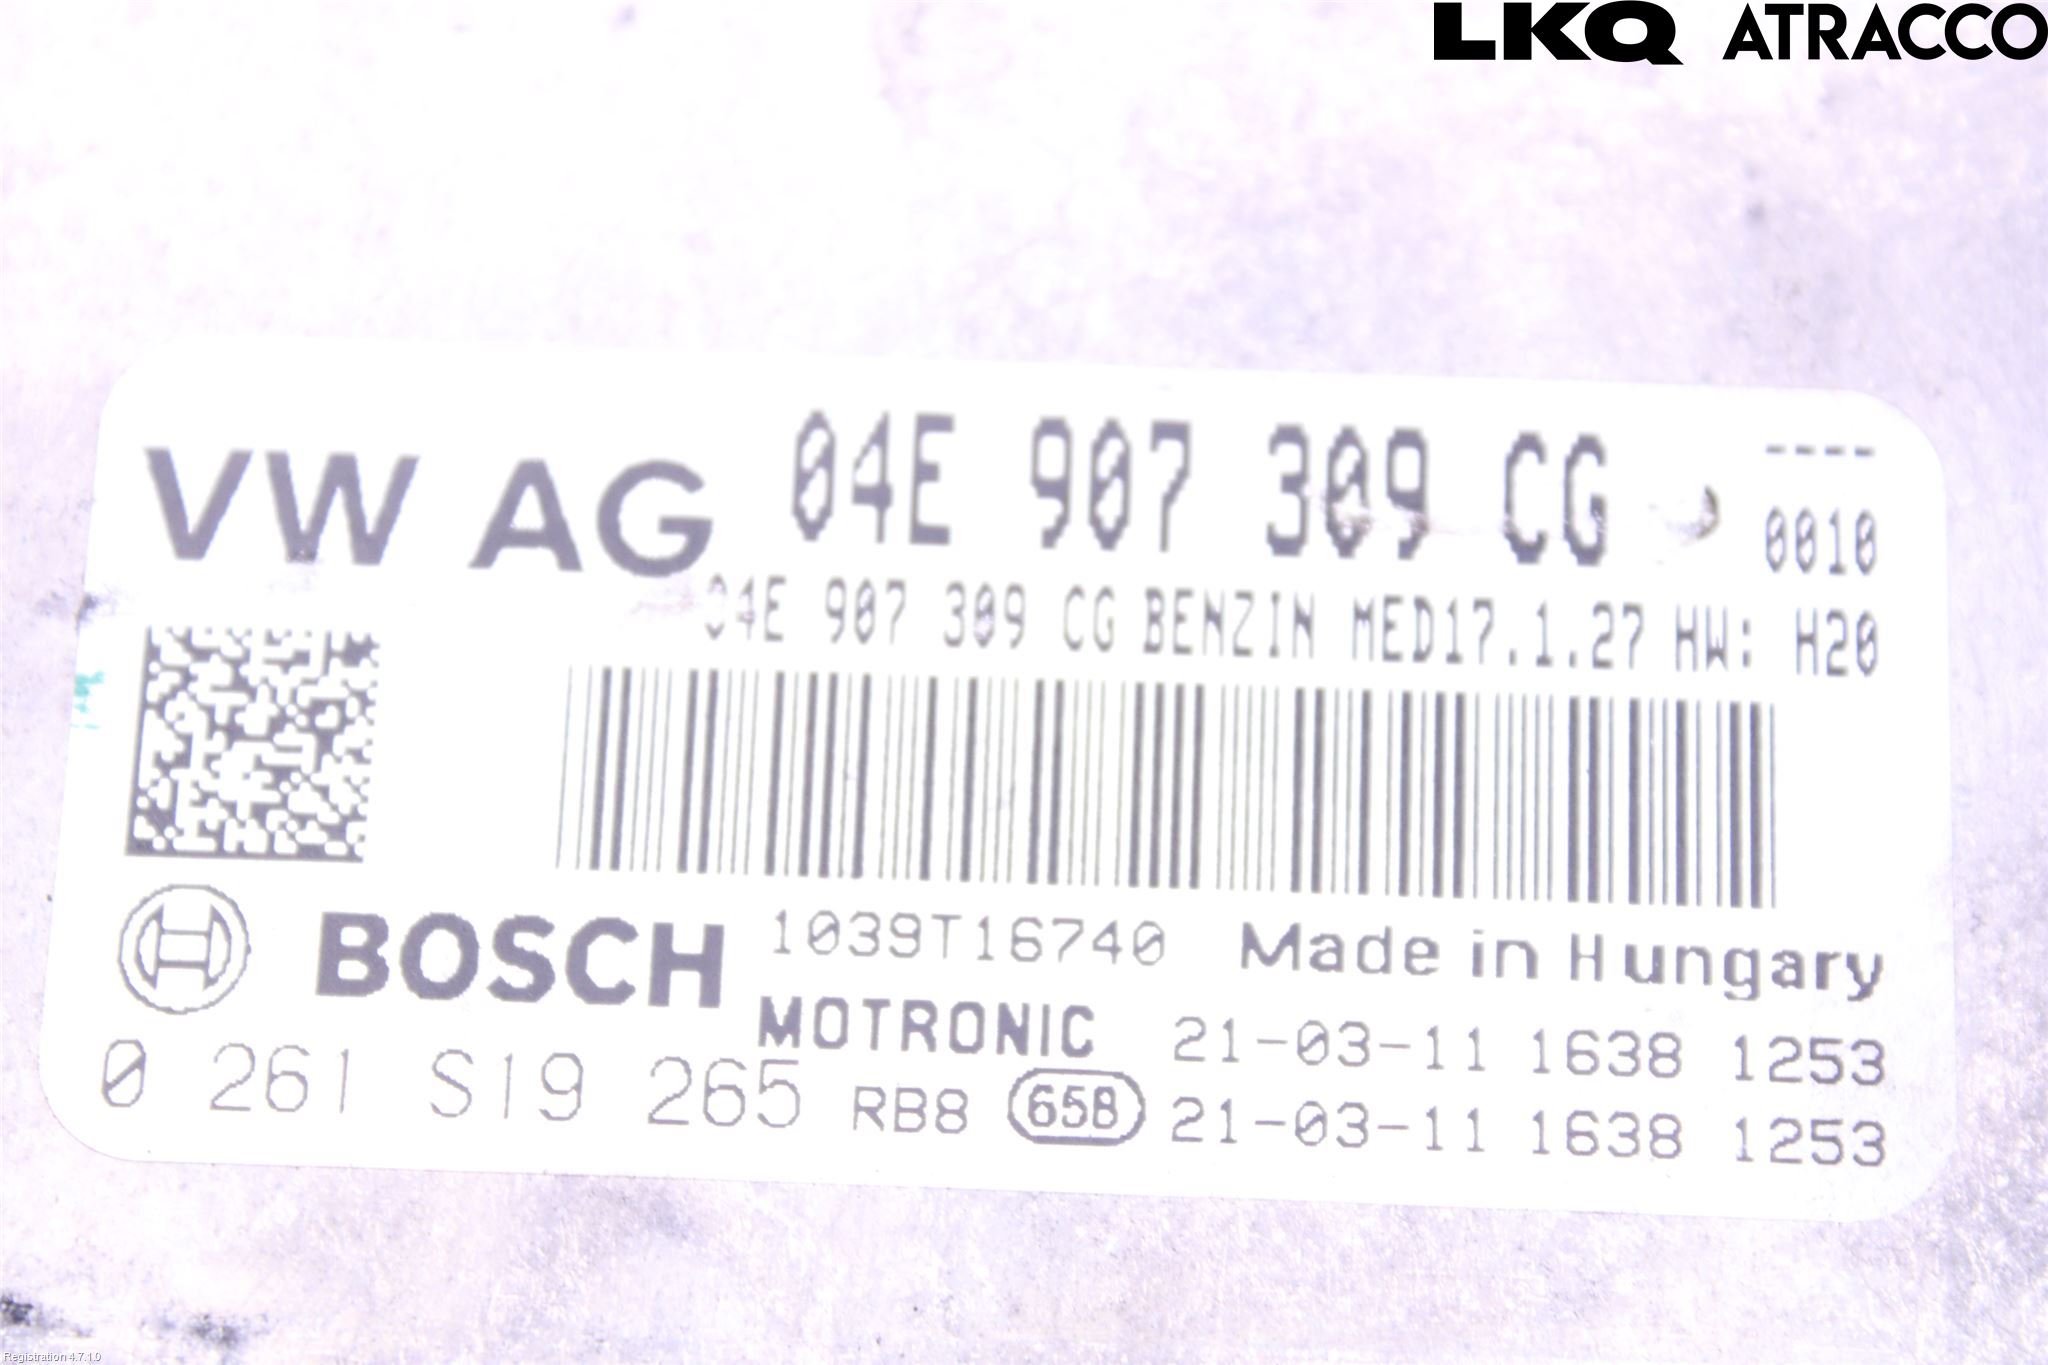 LKQ ATRACCO
VW AG 04E 907 309 CG ----
0010
04E 907 309 CG BENZIN MED17.1.27 HW: H20
BOSCH 1039T16740 Made in Hungary
MOTRONIC 21-03-11 1638 1253
0 261 S19 265 RB8 658 21-03-11 1638 1253
Registration 4.7.1.0